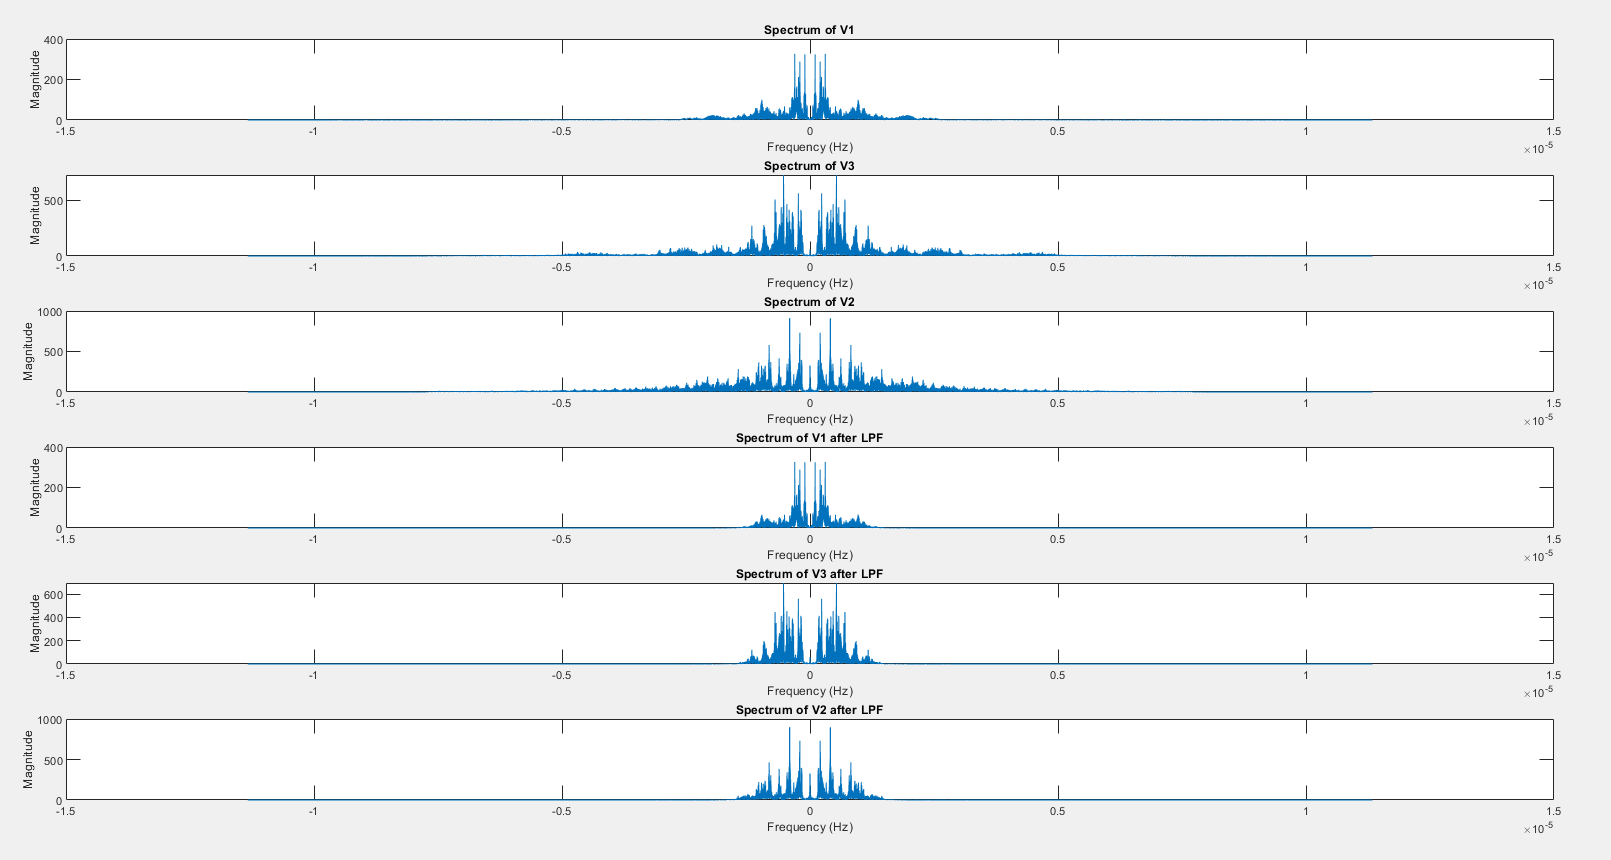 Spectrum of V1
Magnitude
400
200
0
-1.5 -1 -0.5 0 0.5 1 1.5
Frequency (Hz)
×10-5
Spectrum of V3
Magnitude
500
0
-1.5 -1 -0.5 0 0.5 1 1.5
Frequency (Hz)
×10-5
Spectrum of V2
Magnitude
1000
500
0
-1.5 -1 -0.5 0 0.5 1 1.5
Frequency (Hz)
×10-5
Spectrum of V1 after LPF
Magnitude
400
200
0
-1.5 -1 -0.5 0 0.5 1 1.5
Frequency (Hz)
×10-5
Spectrum of V3 after LPF
Magnitude
600
400
200
0
-1.5 -1 -0.5 0 0.5 1 1.5
Frequency (Hz)
×10-5
Spectrum of V2 after LPF
Magnitude
1000
500
0
-1.5 -1 -0.5 0 0.5 1 1.5
Frequency (Hz)
×10-5